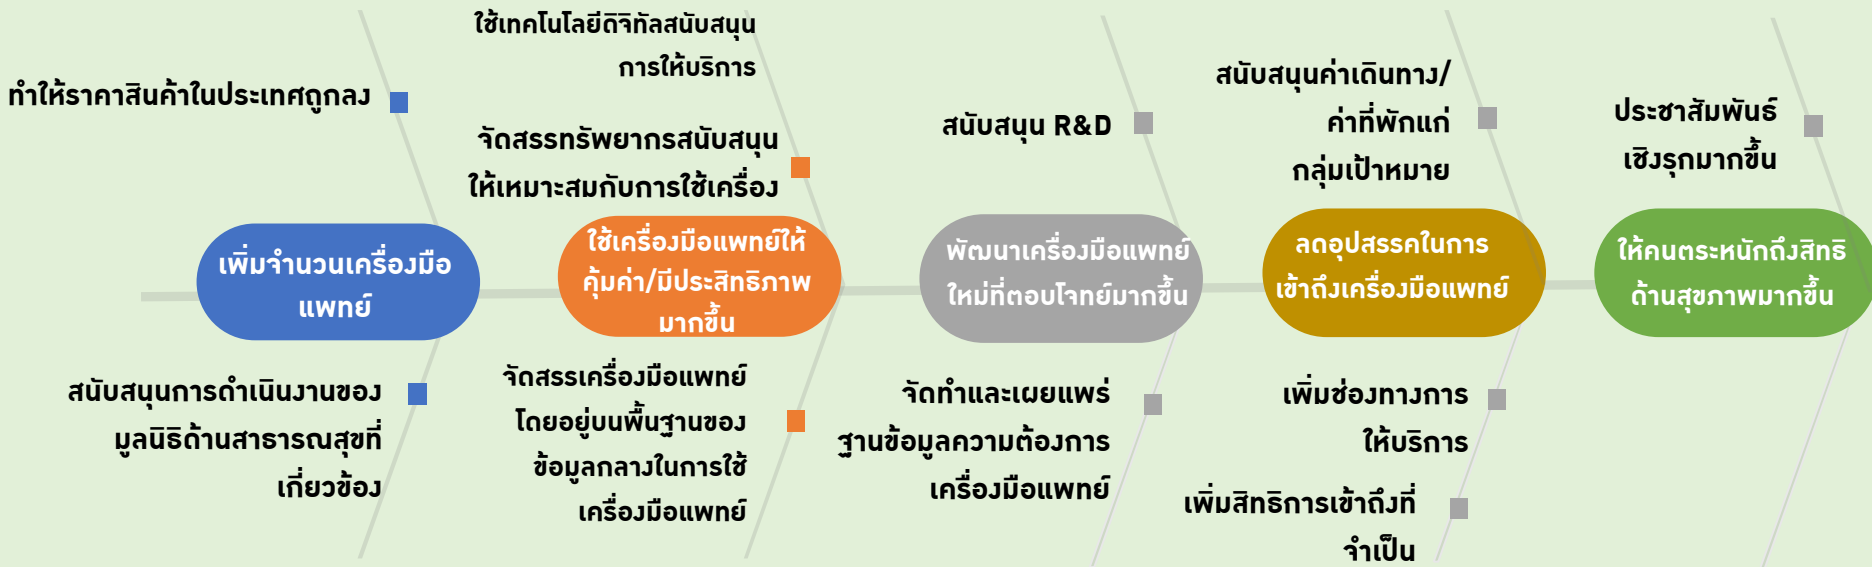 ทำให้ราคาสินค้าในประเทศถูกลง
เพิ่มจำนวนเครื่องมือ
แพทย์
สนับสนุนการดำเนินงานของ
มูลนิธิด้านสาธารณสุขที่
เกี่ยวข้อง
ใช้เทคโนโลยีดิจิทัลสนับสนุน
การให้บริการ
จัดสรรทรัพยากรสนับสนุน
ให้เหมาะสมกับการใช้เครื่อง
ใช้เครื่องมือแพทย์ให้
คุ้มค่า/มีประสิทธิภาพ
มากขึ้น
จัดสรรเครื่องมือแพทย์
โดยอยู่บนพื้นฐานของ
ข้อมูลกลางในการใช้
เครื่องมือแพทย์
สนับสนุน R&D
พัฒนาเครื่องมือแพทย์
ใหม่ที่ตอบโจทย์มากขึ้น
จัดทำและเผยแพร่
ฐานข้อมูลความต้องการ
เครื่องมือแพทย์
สนับสนุนค่าเดินทาง/
ค่าที่พักแก่
กลุ่มเป้าหมาย
ลดอุปสรรคในการ
เข้าถึงเครื่องมือแพทย์
เพิ่มช่องทางการ
ให้บริการ
เพิ่มสิทธิการเข้าถึงที่
จำเป็น
ประชาสัมพันธ์
เชิงรุกมากขึ้น
ให้คนตระหนักถึงสิทธิ
ด้านสุขภาพมากขึ้น